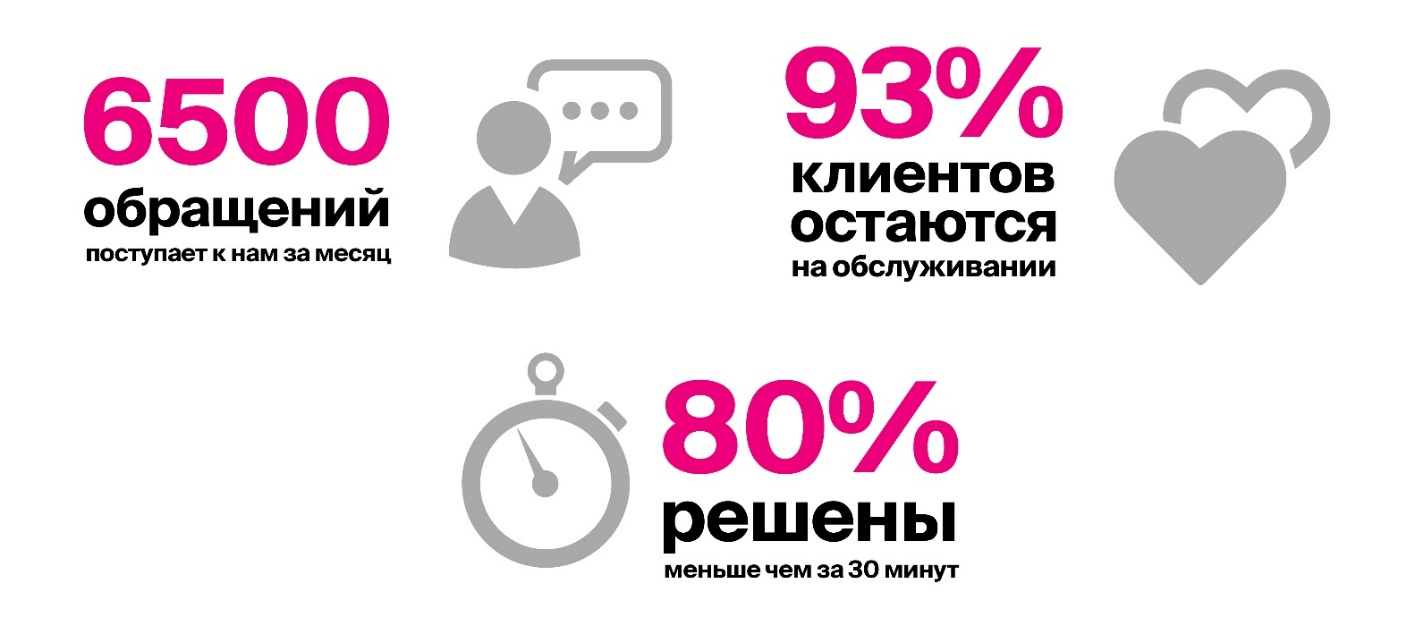 6500
обращений
поступает к нам за месяц
93%
клиентов
остаются
на обслуживании
80%
решены
меньше чем за 30 минут